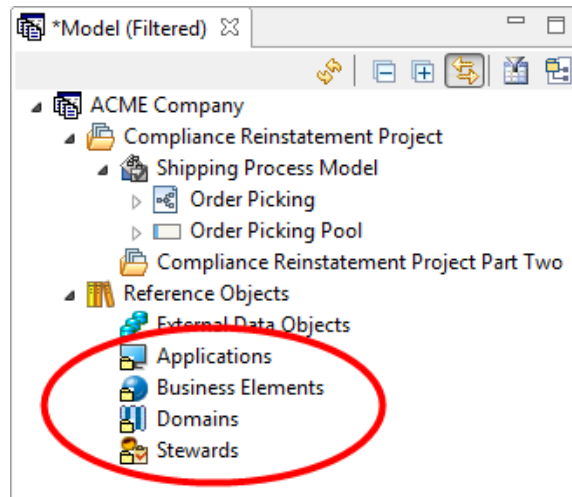 *Model (Filtered)
ACME Company
Compliance Reinstatement Project
Shipping Process Model
Order Picking
Order Picking Pool
Compliance Reinstatement Project Part Two
Reference Objects
External Data Objects
Applications
Business Elements
Domains
Stewards